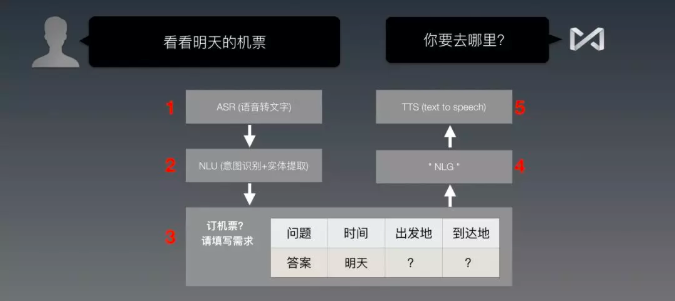 看看明天的机票
你要去哪里？
1
ASR (语音转文字)
TTS (text to speech)
5
2
NLU (意图识别+实体提取)
* NLG *
4
3
订机票？
请填写需求
问题 时间 出发地 到达地
答案 明天 ? ?